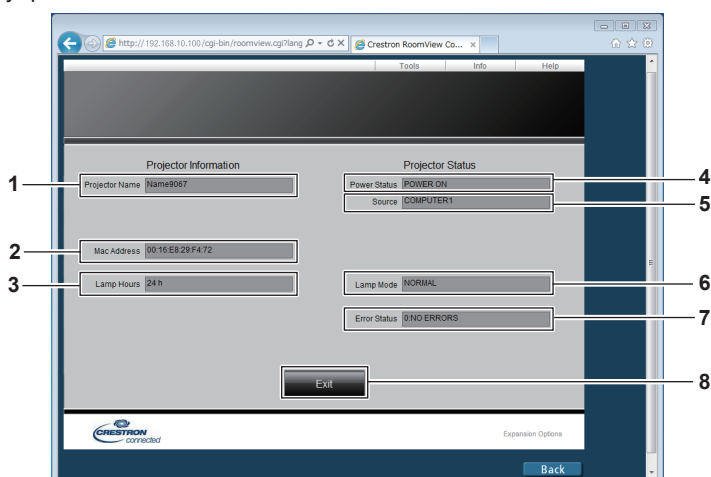 http://192.168.10.100/cgi-bin/roomview.cgi?lang
Crestron RoomView Co...
Tools Info Help
Projector Information Projector Status
1 Projector Name Name9067 Power Status POWER ON 4
Source COMPUTER1 5
2 Mac Address 00:16:E8:29:F4:72
3 Lamp Hours 24 h Lamp Mode NORMAL 6
Error Status 0:NO ERRORS 7
Exit 8
CRESTRON
connected
Expansion Options
Back